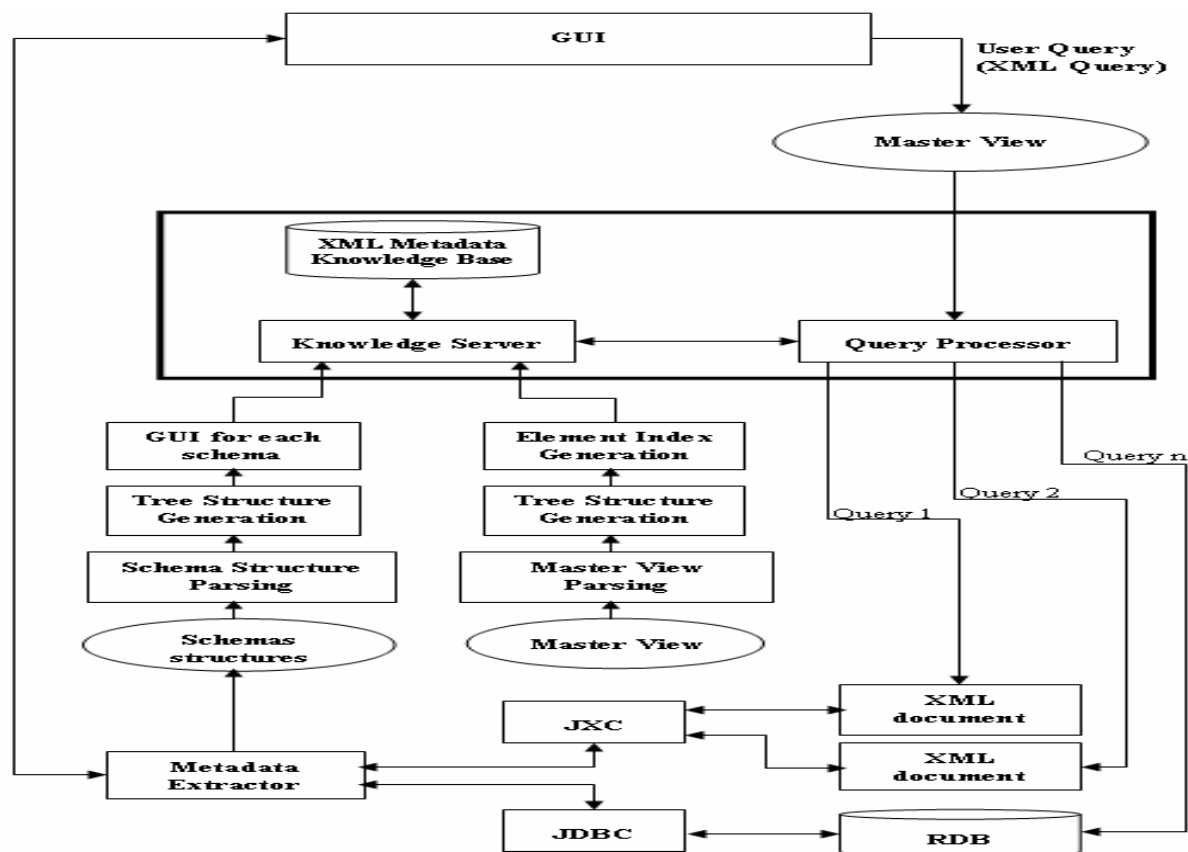 GUI
User Query
(XML Query)
Master View
XML Metadata
Knowledge Base
Knowledge Server
Query Processor
GUI for each
schema
Element Index
Generation
Query n
Tree Structure
Generation
Tree Structure
Generation
Query 2
Query 1
Schema Structure
Parsing
Master View
Parsing
Schemas
structures
Master View
XML
document
JXC
XML
document
Metadata
Extractor
JDBC
RDB